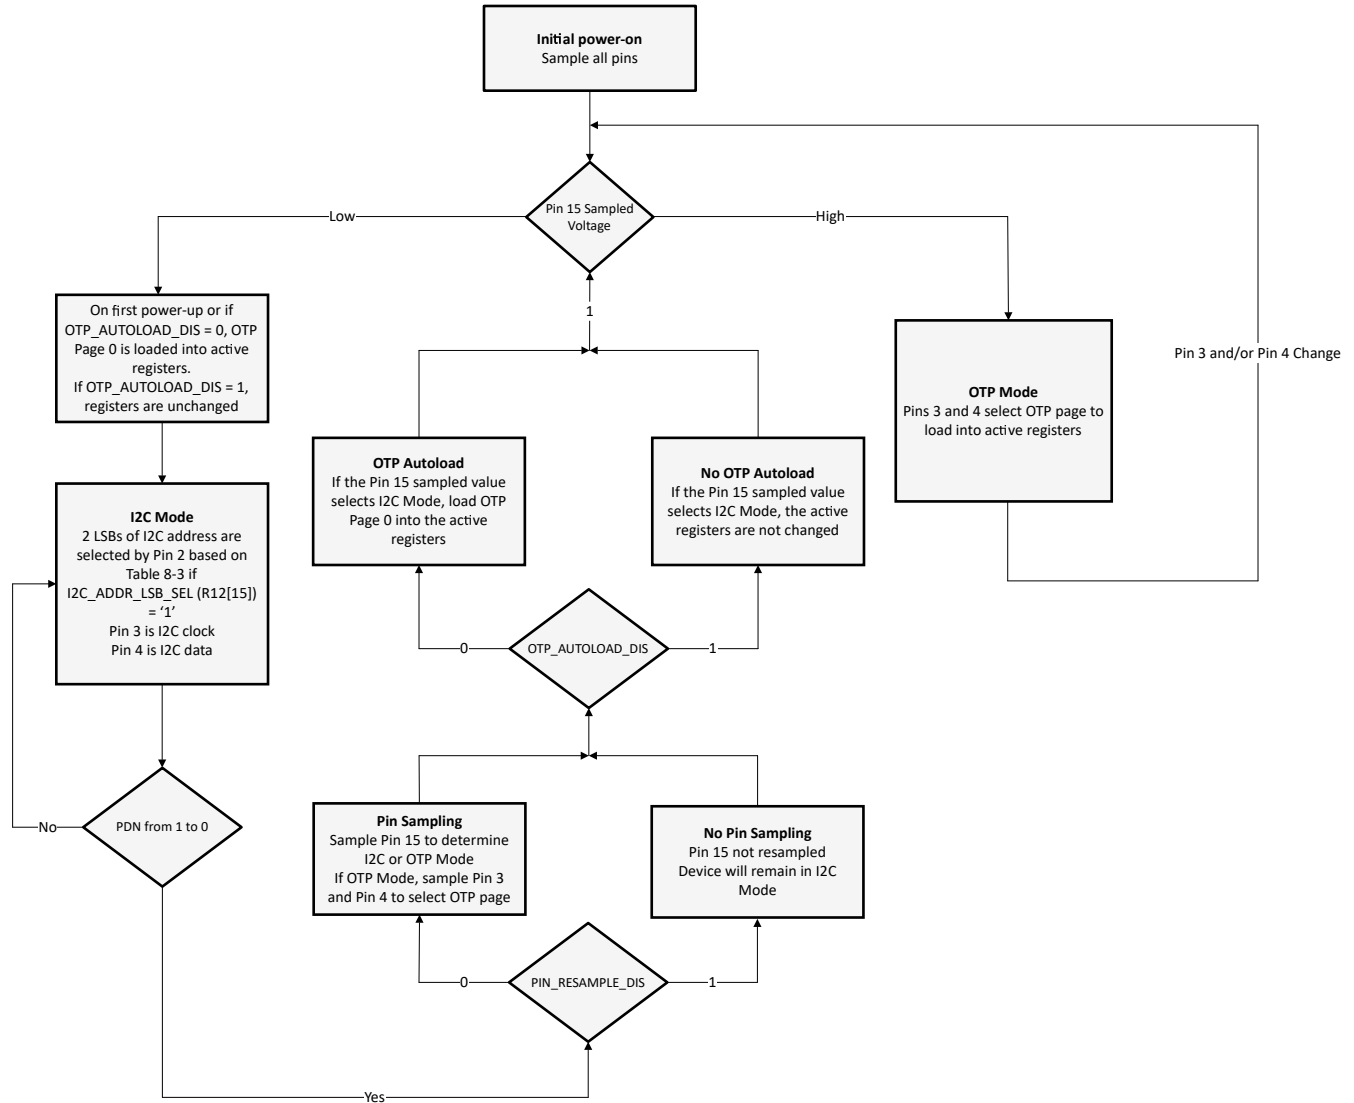 Initial power-on
Sample all pins
Pin 15 Sampled
Voltage
Low
High
1
On first power-up or if
OTP_AUTOLOAD_DIS = 0, OTP
Page 0 is loaded into active
registers.
If OTP_AUTOLOAD_DIS = 1,
registers are unchanged
Pin 3 and/or Pin 4 Change
OTP Mode
Pins 3 and 4 select OTP page to
load into active registers
OTP Autoload
If the Pin 15 sampled value
selects I2C Mode, load OTP
Page 0 into the active
registers
No OTP Autoload
If the Pin 15 sampled value
selects I2C Mode, the active
registers are not changed
I2C Mode
2 LSBs of I2C address are
selected by Pin 2 based on
Table 8-3 if
I2C_ADDR_LSB_SEL (R12[15])
= ‘1’
Pin 3 is I2C clock
Pin 4 is I2C data
0
OTP_AUTOLOAD_DIS
1
No
PDN from 1 to 0
Pin Sampling
Sample Pin 15 to determine
I2C or OTP Mode
If OTP Mode, sample Pin 3
and Pin 4 to select OTP page
No Pin Sampling
Pin 15 not resampled
Device will remain in I2C
Mode
0
PIN_RESAMPLE_DIS
1
Yes